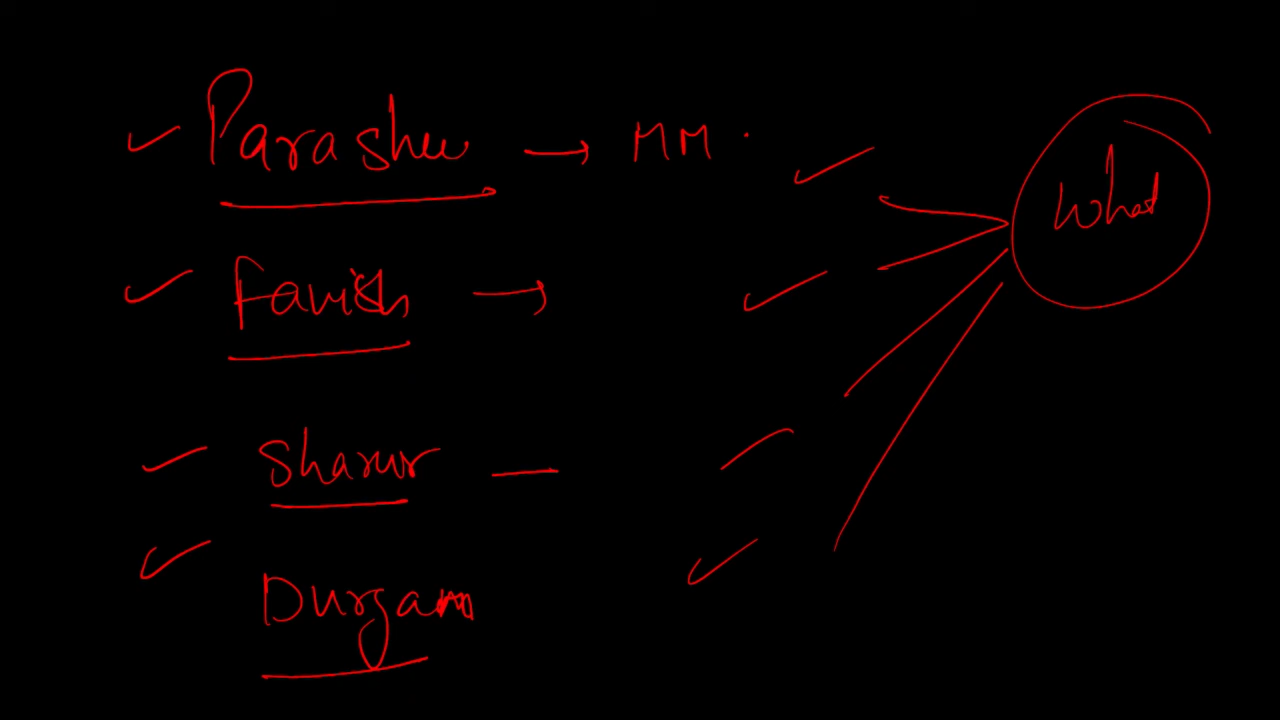 Parashu → MM.
What
Farish →
Sharur —
Durgam